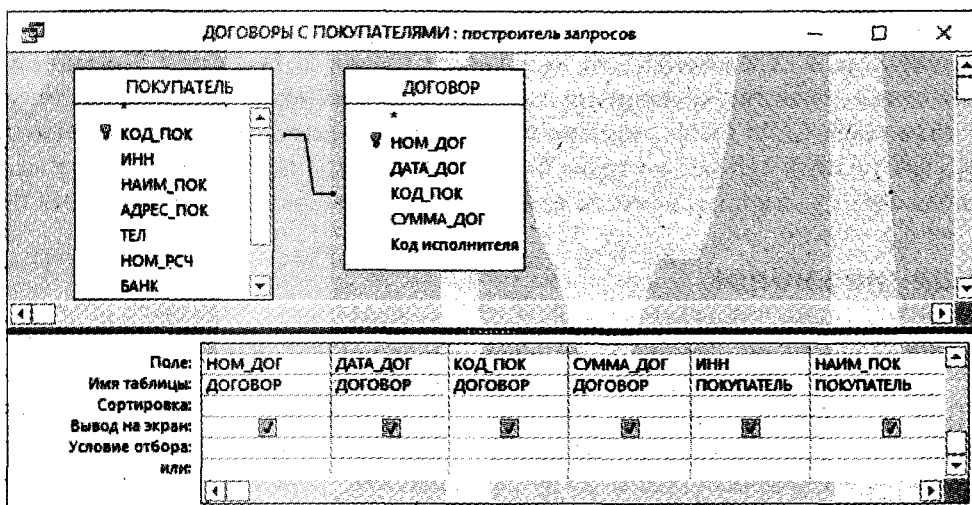 ДОГОВОРЫ С ПОКУПАТЕЛЯМИ : построитель запросов
ПОКУПАТЕЛЬ
*
КОД_ПОК
ИНН
НАИМ_ПОК
АДРЕС_ПОК
ТЕЛ
НОМ_РСЧ
БАНК
ДОГОВОР
*
НОМ_ДОГ
ДАТА_ДОГ
КОД_ПОК
СУММА_ДОГ
Код исполнителя
Поле: НОМ_ДОГ ДАТА_ДОГ КОД_ПОК СУММА_ДОГ ИНН НАИМ_ПОК
Имя таблицы: ДОГОВОР ДОГОВОР ДОГОВОР ДОГОВОР ПОКУПАТЕЛЬ ПОКУПАТЕЛЬ
Сортировка:
Вывод на экран:
Условие отбора:
или: